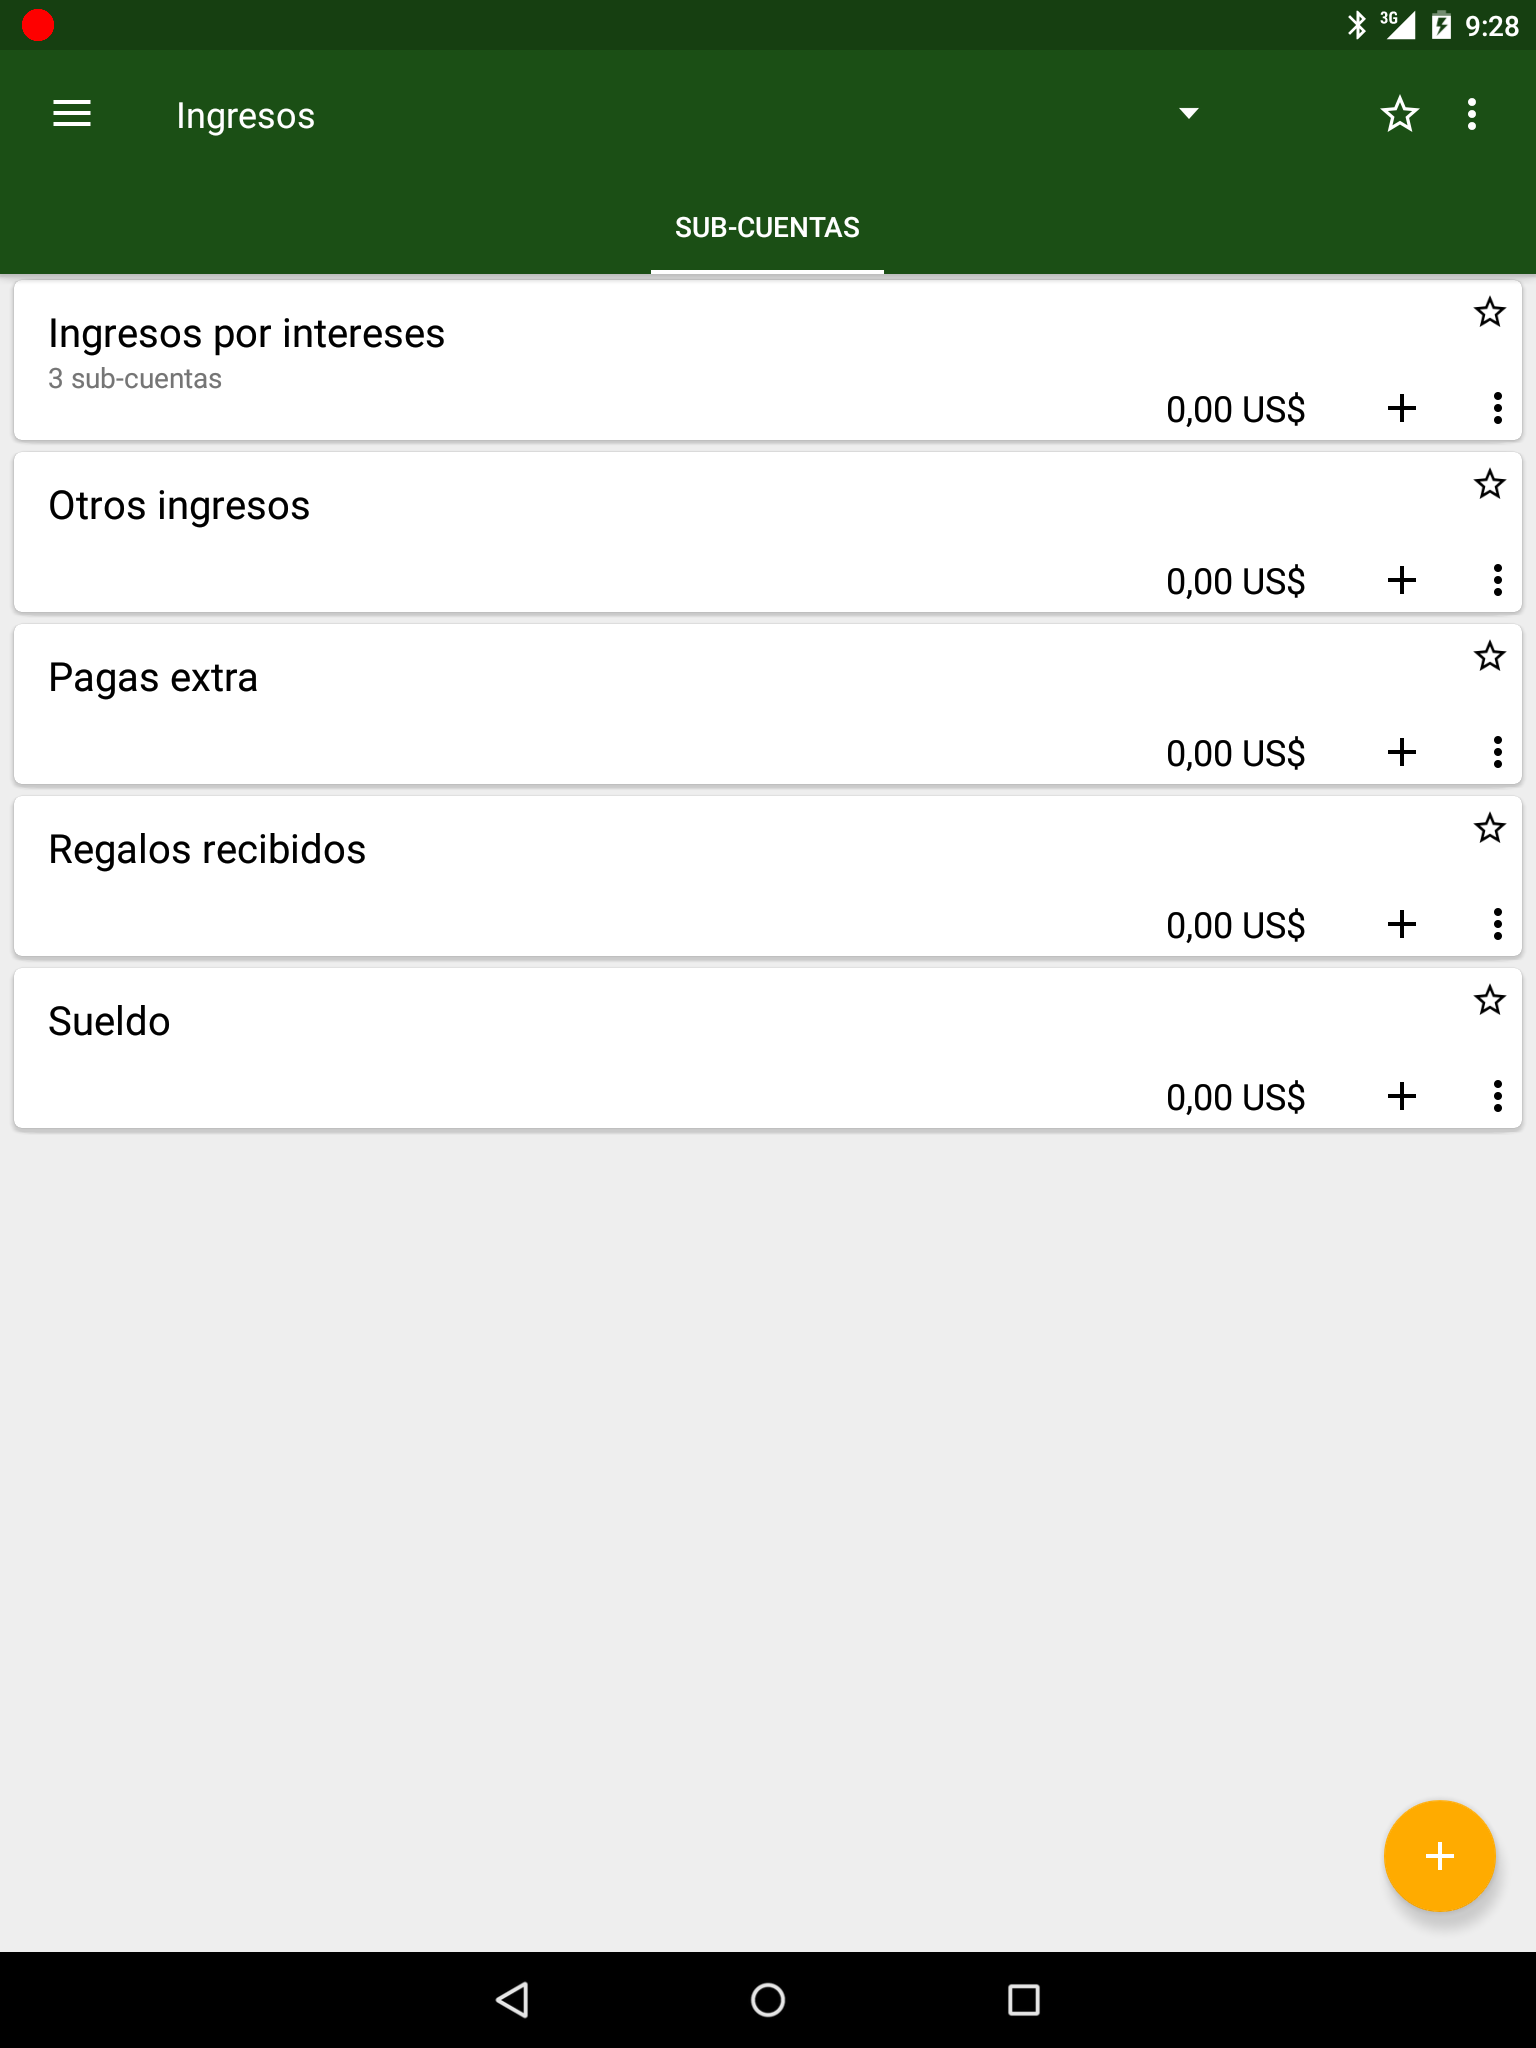 3G 9:28
Ingresos
SUB-CUENTAS
Ingresos por intereses
3 sub-cuentas
0,00 US$
Otros ingresos
0,00 US$
Pagas extra
0,00 US$
Regalos recibidos
0,00 US$
Sueldo
0,00 US$